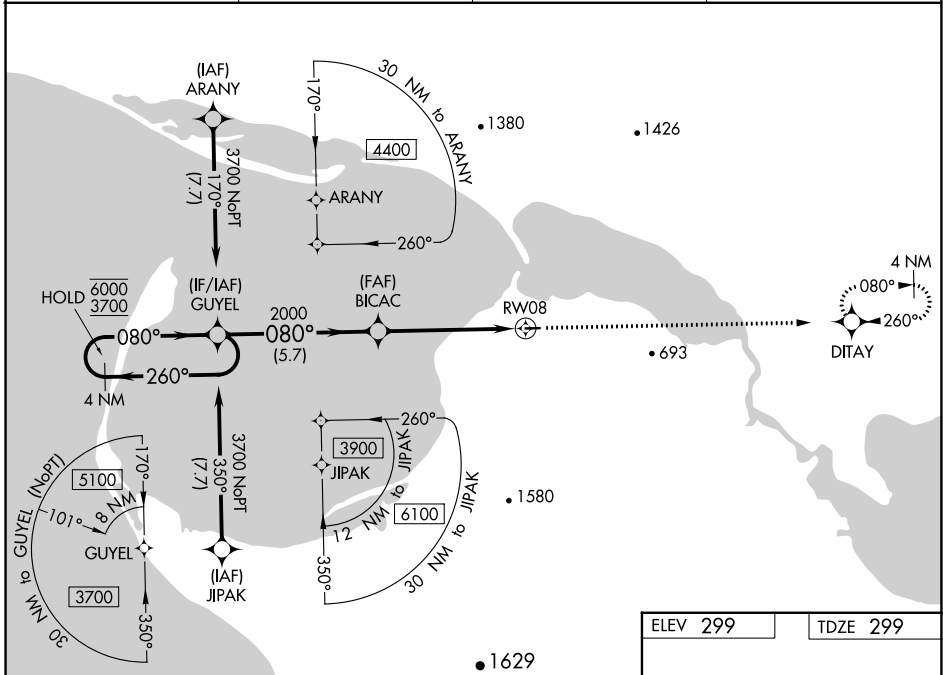 (IAF)
ARANY
3700 NoPT
170°
(7.7)
170°
30 NM to ARANY
4400
ARANY
260°
1380
1426
HOLD
6000
3700
(IF/IAF)
GUYEL
080°
260°
4 NM
2000
080°
(5.7)
(FAF)
BICAC
RW08
693
4 NM
080°
260°
DITAY
3700 NoPT
350°
(7.7)
(IAF)
JIPAK
30 NM to GUYEL (NoPT)
170°
5100
8 NM
101°
GUYEL
3700
350°
260°
3900
JIPAK
12 NM to JIPAK
6100
350°
30 NM to JIPAK
1580
1629
ELEV 299
TDZE 299